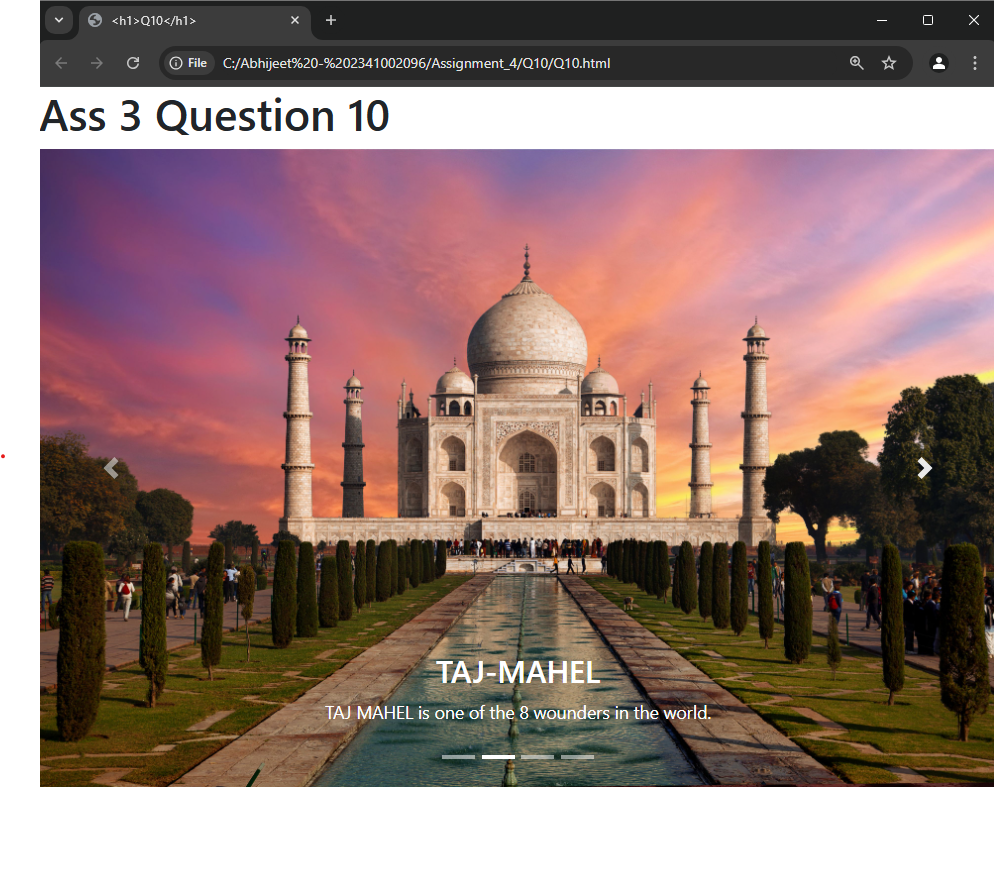 <h1>Q10</h1>
File C:/Abhijeet%20-%202341002096/Assignment_4/Q10/Q10.html
Ass 3 Question 10
TAJ-MAHEL
TAJ MAHEL is one of the 8 wounders in the world.